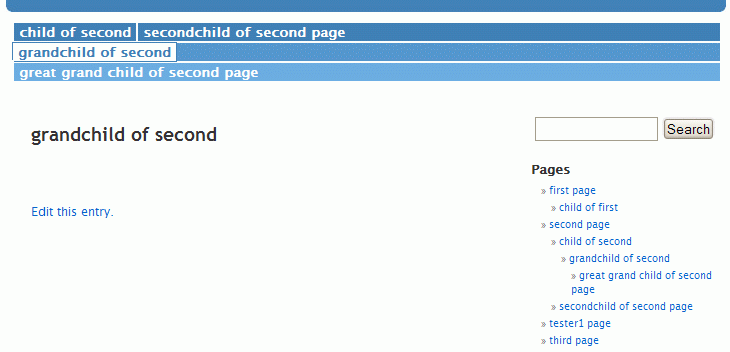 child of second secondchild of second page
grandchild of second
great grand child of second page
grandchild of second
Search
Edit this entry.
Pages
» first page
» child of first
» second page
» child of second
» grandchild of second
» great grand child of second
page
» secondchild of second page
» tester1 page
» third page